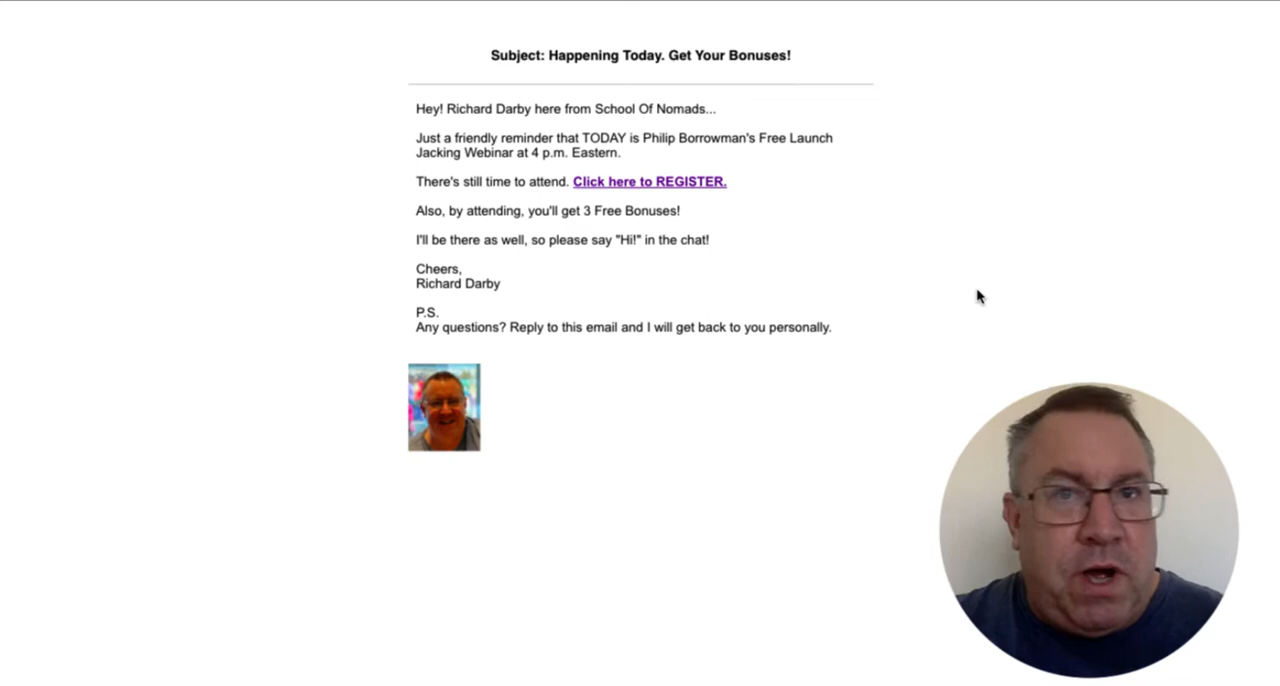 Subject: Happening Today. Get Your Bonuses!
Hey! Richard Darby here from School Of Nomads...
Just a friendly reminder that TODAY is Philip Borrowman's Free Launch
Jacking Webinar at 4 p.m. Eastern.
There's still time to attend. Click here to REGISTER.
Also, by attending, you'll get 3 Free Bonuses!
I'll be there as well, so please say "Hi!" in the chat!
Cheers,
Richard Darby
P.S.
Any questions? Reply to this email and I will get back to you personally.